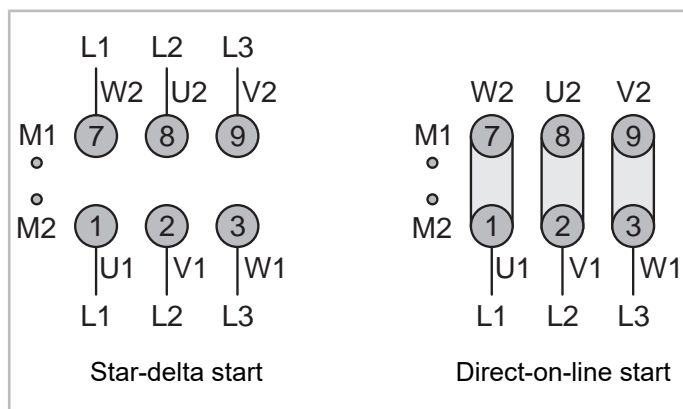 L1 L2 L3
W2 U2 V2
M1 7 8 9
M2 1 2 3
U1 V1 W1
L1 L2 L3
Star-delta start
W2 U2 V2
M1 7 8 9
M2 1 2 3
U1 V1 W1
L1 L2 L3
Direct-on-line start